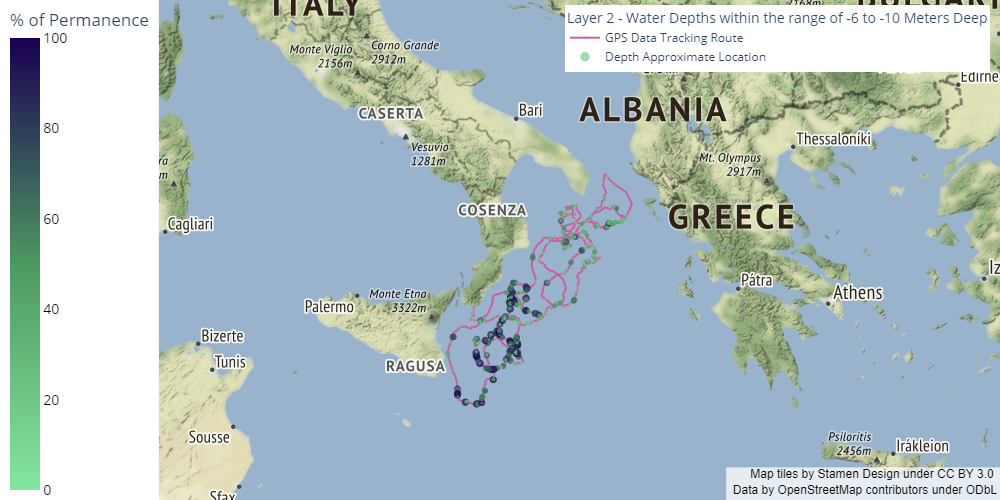 % of Permanence
100
80
60
40
20
0
Layer 2 - Water Depths within the range of -6 to -10 Meters Deep
GPS Data Tracking Route
Depth Approximate Location
ITALY
Monte Viglio
2156m
Corno Grande
2912m
CASERTA
Vesuvio
1281m
Bari
ALBANIA
Edirne
Thessaloníki
Mt. Olympus
2917m
COSENZA
GREECE
Cagliari
Palermo
Monte Etna
3322m
Pátra
Athens
Iz
Bizerte
Tunis
RAGUSA
Sousse
Sfax
Psiloritis
2456m
Irákleion
Map tiles by Stamen Design under CC BY 3.0
Data by OpenStreetMap contributors under ODbL